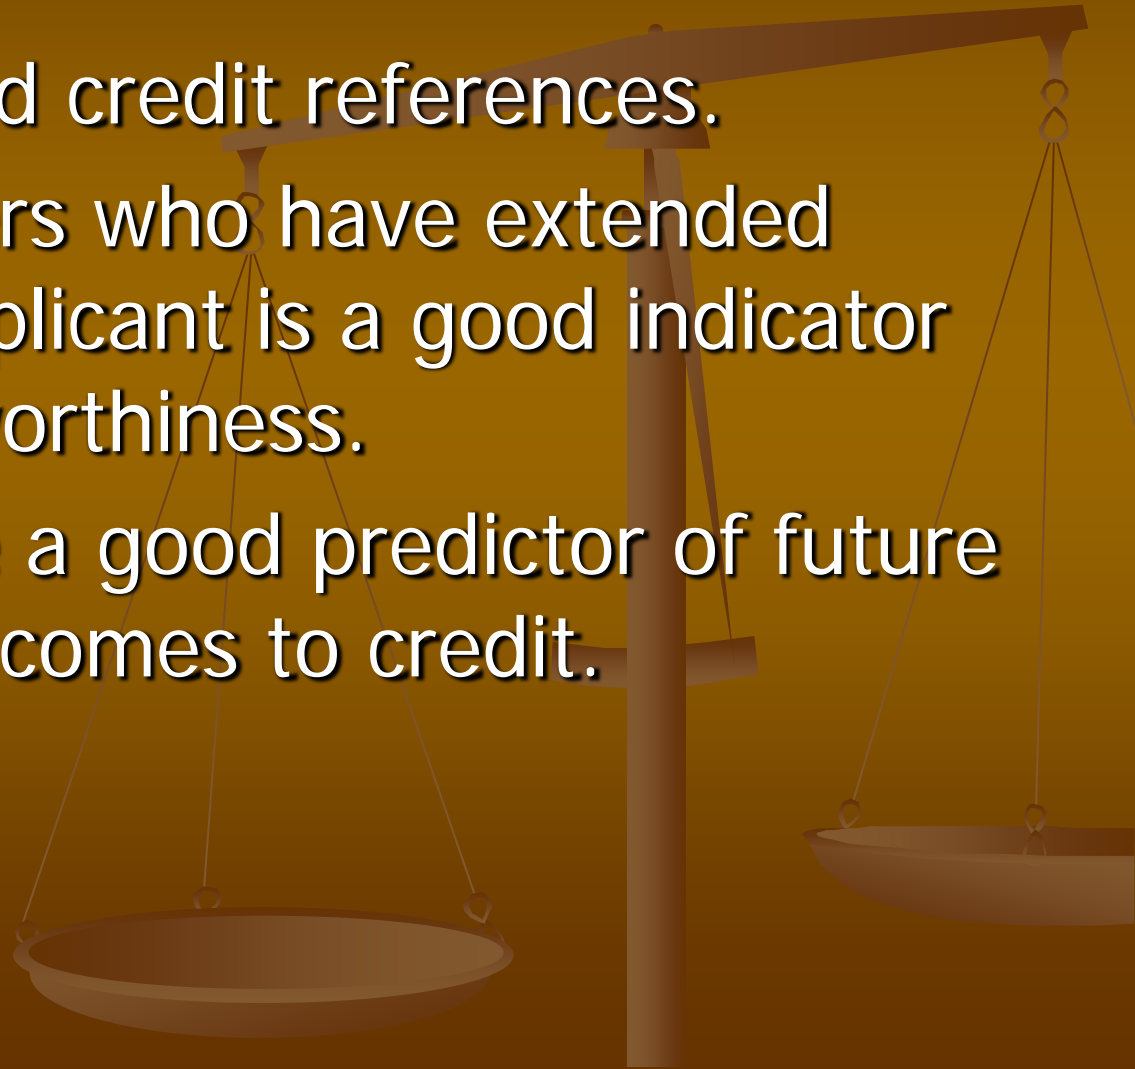 d credit references.
rs who have extended
plicant is a good indicator
orthiness.
a good predictor of future
comes to credit.